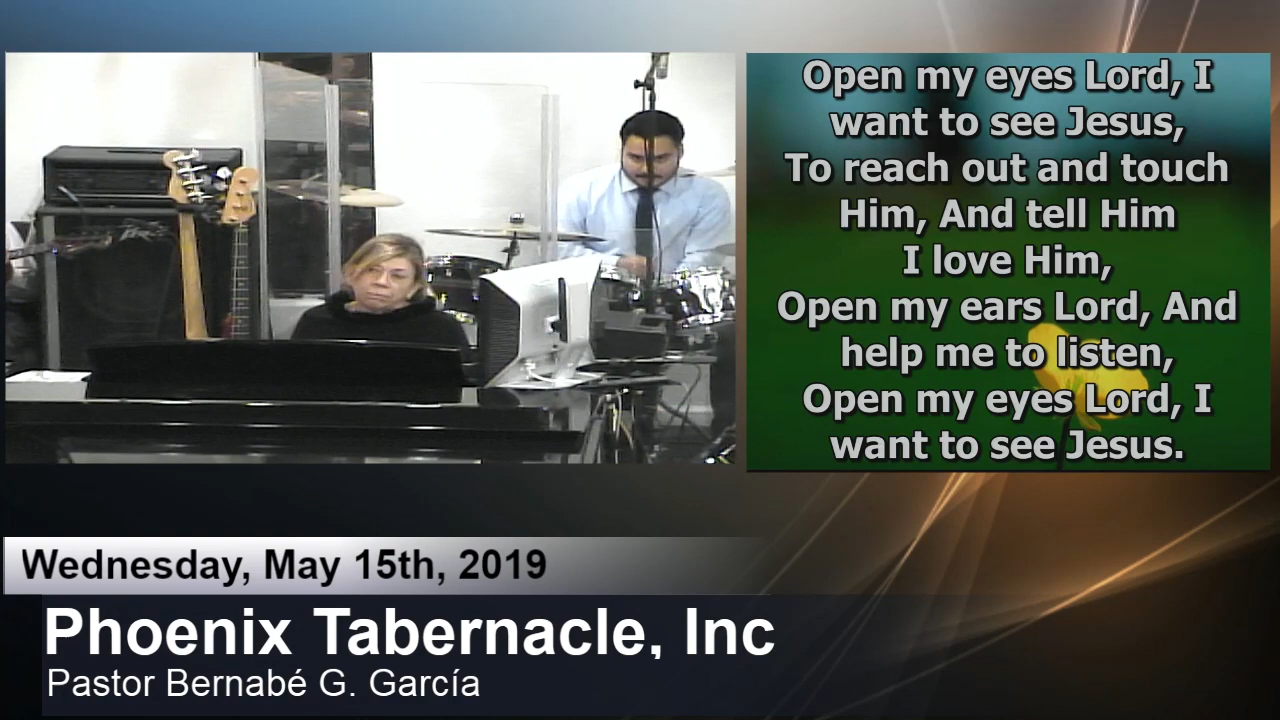 Open my eyes Lord, I
want to see Jesus,
To reach out and touch
Him, And tell Him
I love Him,
Open my ears Lord, And
help me to listen,
Open my eyes Lord, I
want to see Jesus.
Wednesday, May 15th, 2019
Phoenix Tabernacle, Inc
Pastor Bernabé G. García